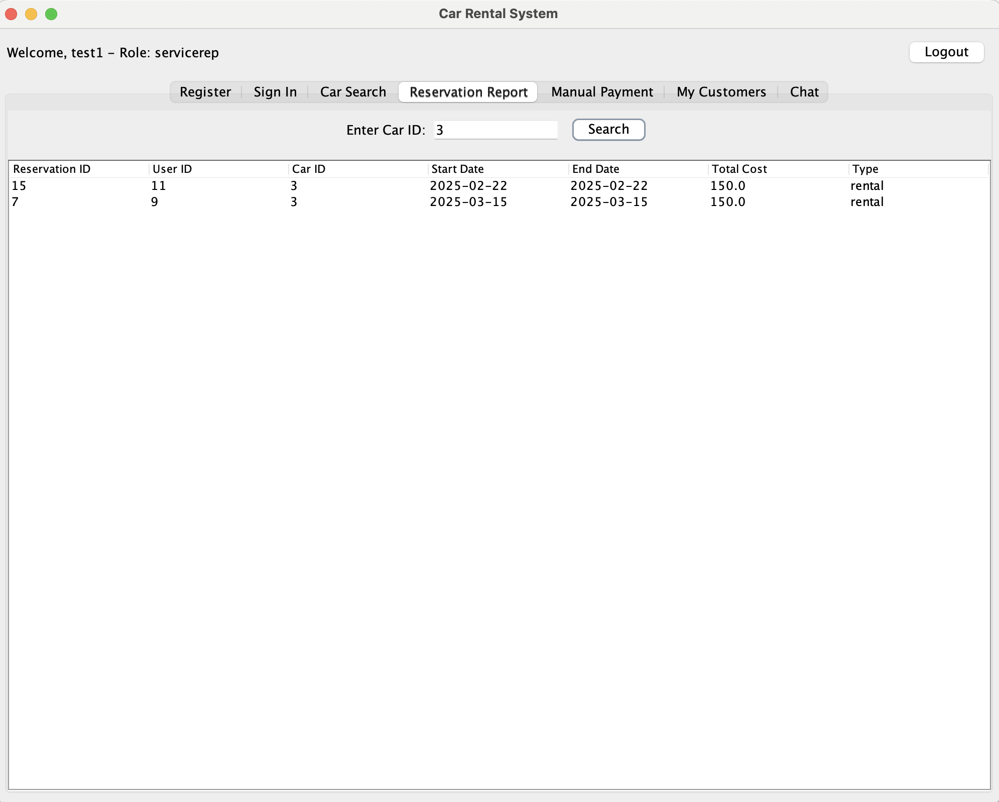 Car Rental System
Welcome, test1 – Role: servicerep
Logout
Register Sign In Car Search Reservation Report Manual Payment My Customers Chat
Enter Car ID: 3 Search
Reservation ID User ID Car ID Start Date End Date Total Cost Type
15 11 3 2025-02-22 2025-02-22 150.0 rental
7 9 3 2025-03-15 2025-03-15 150.0 rental